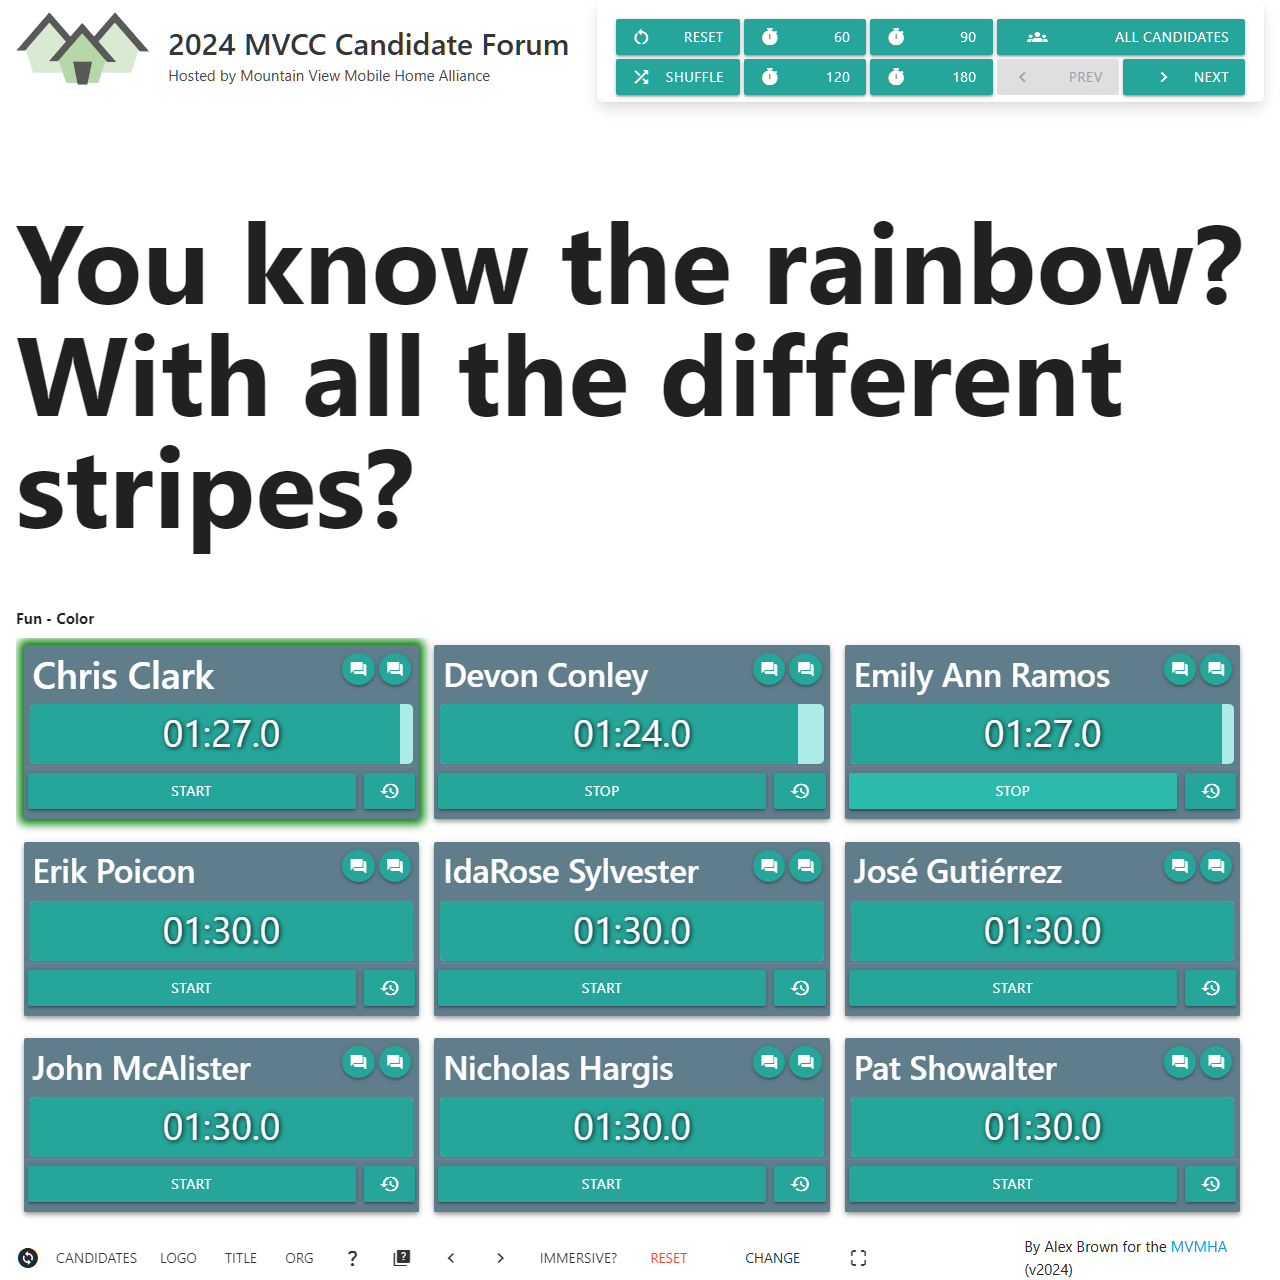 2024 MVCC Candidate Forum
Hosted by Mountain View Mobile Home Alliance
RESET 60 90 ALL CANDIDATES
SHUFFLE 120 180 PREV NEXT
You know the rainbow?
With all the different
stripes?
Fun - Color
Chris Clark Devon Conley Emily Ann Ramos
01:27.0 01:24.0 01:27.0
START STOP STOP
Erik Poicon IdaRose Sylvester José Gutiérrez
01:30.0 01:30.0 01:30.0
START START START
John McAlister Nicholas Hargis Pat Showalter
01:30.0 01:30.0 01:30.0
START START START
CANDIDATES LOGO TITLE ORG ? IMMERSIVE? RESET CHANGE By Alex Brown for the MVMHA
(v2024)